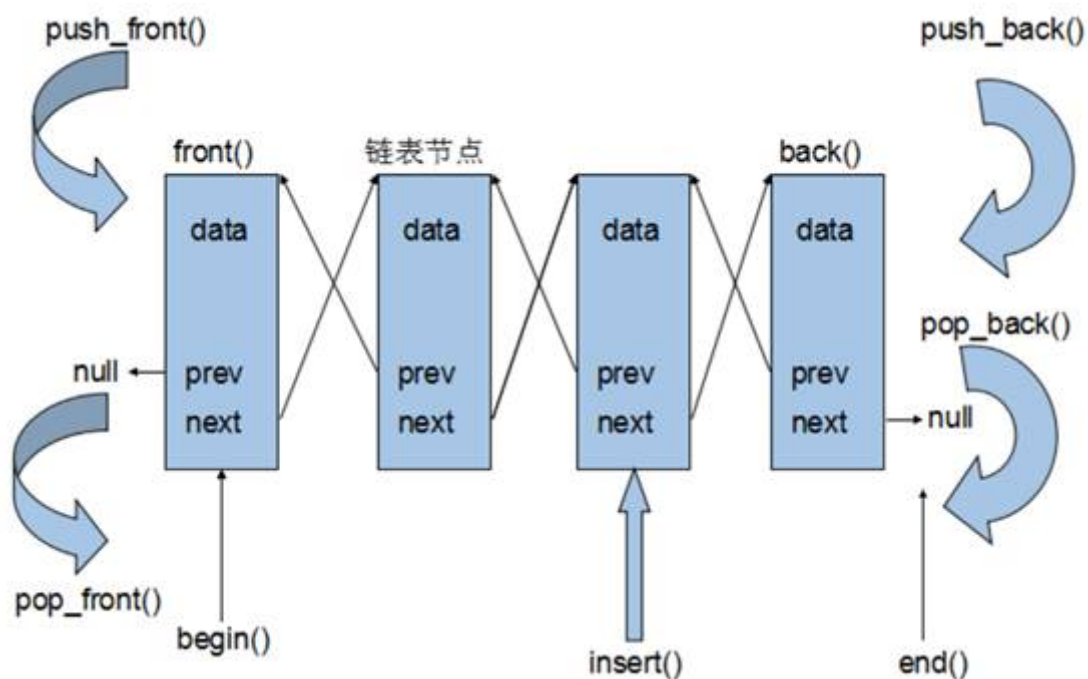 push_front()
push_back()
front()
链表节点
back()
data
data
data
data
pop_back()
null
prev
prev
prev
prev
next
next
next
next
null
pop_front()
begin()
insert()
end()